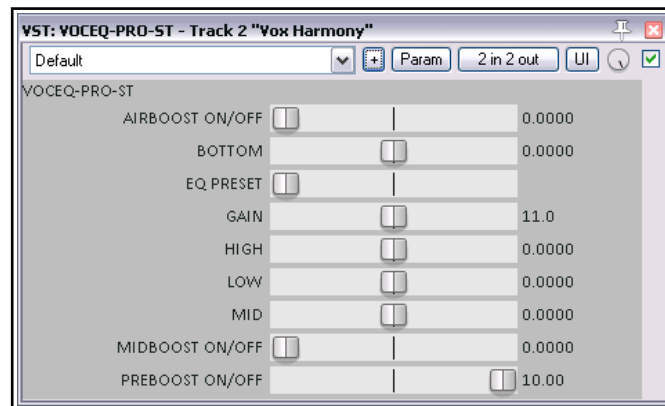 VST: VOCEQ-PRO-ST - Track 2 "Vox Harmony"
Default + Param 2 in 2 out UI
VOCEQ-PRO-ST
AIRBOOST ON/OFF 0.0000
BOTTOM 0.0000
EQ PRESET
GAIN 11.0
HIGH 0.0000
LOW 0.0000
MID 0.0000
MIDBOOST ON/OFF 0.0000
PREBOOST ON/OFF 10.00